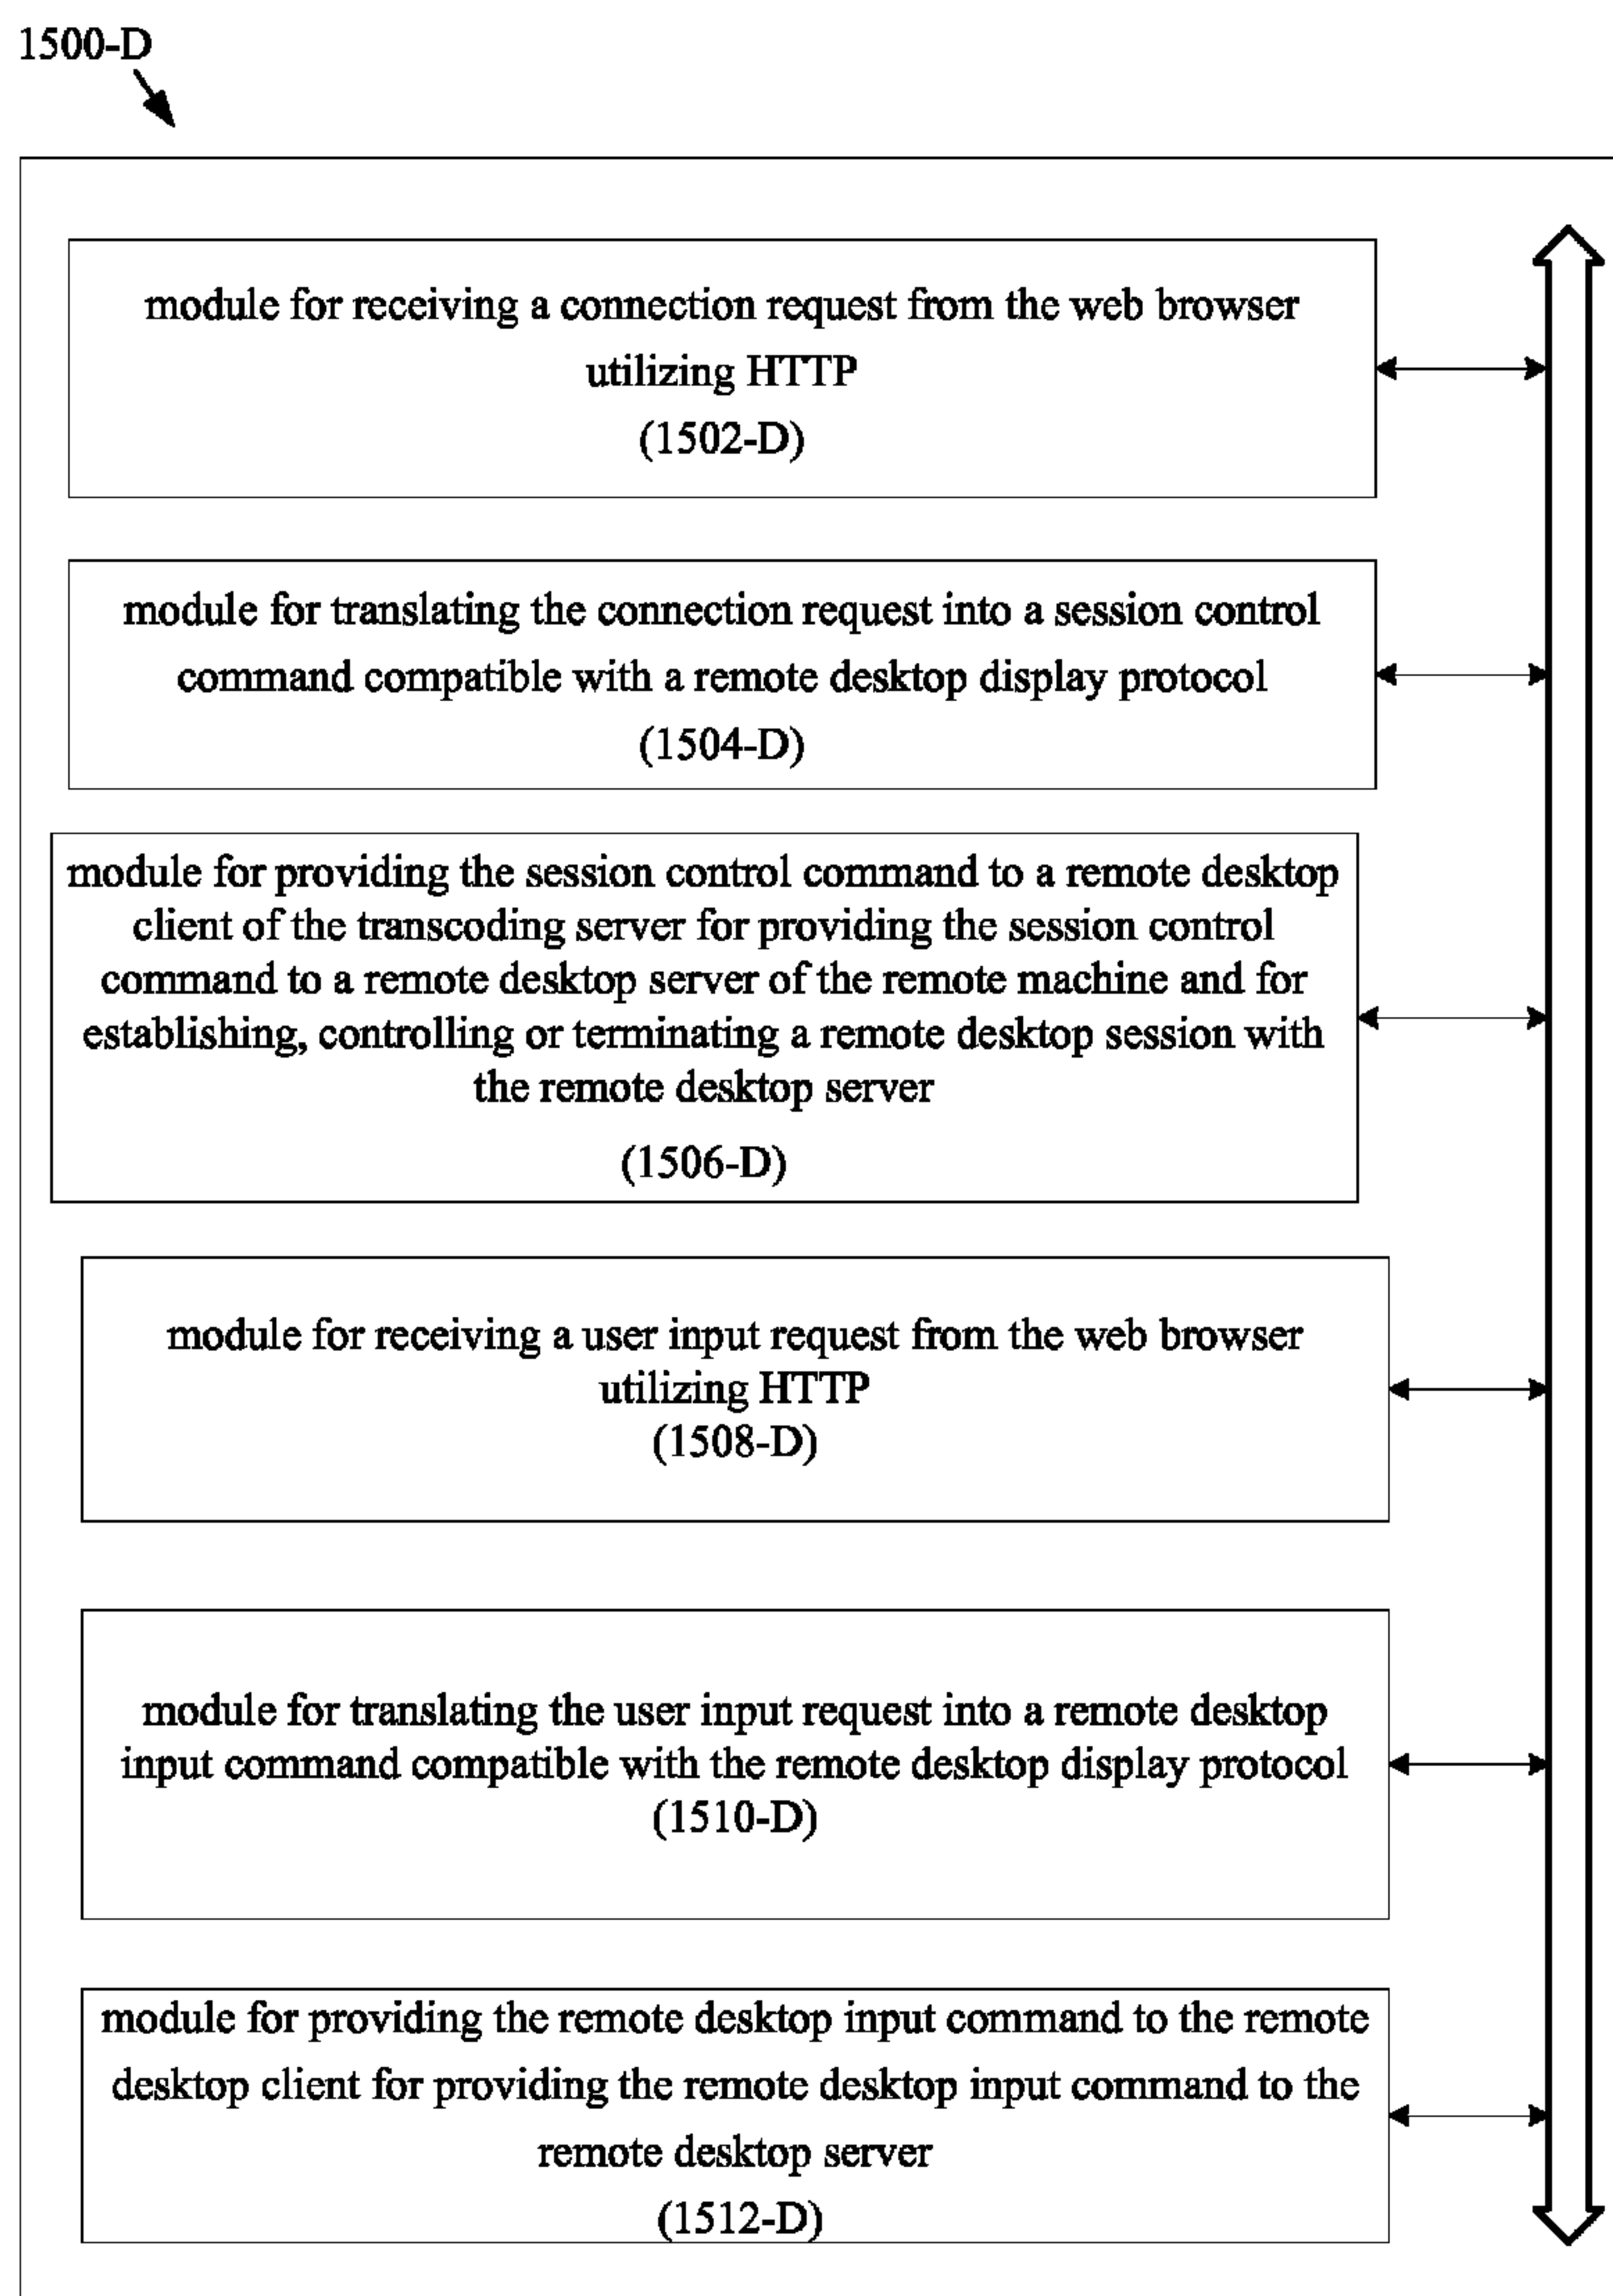 1500-D
module for receiving a connection request from the web browser
utilizing HTTP
(1502-D)
module for translating the connection request into a session control
command compatible with a remote desktop display protocol
(1504-D)
module for providing the session control command to a remote desktop
client of the transcoding server for providing the session control
command to a remote desktop server of the remote machine and for
establishing, controlling or terminating a remote desktop session with
the remote desktop server
(1506-D)
module for receiving a user input request from the web browser
utilizing HTTP
(1508-D)
module for translating the user input request into a remote desktop
input command compatible with the remote desktop display protocol
(1510-D)
module for providing the remote desktop input command to the remote
desktop client for providing the remote desktop input command to the
remote desktop server
(1512-D)